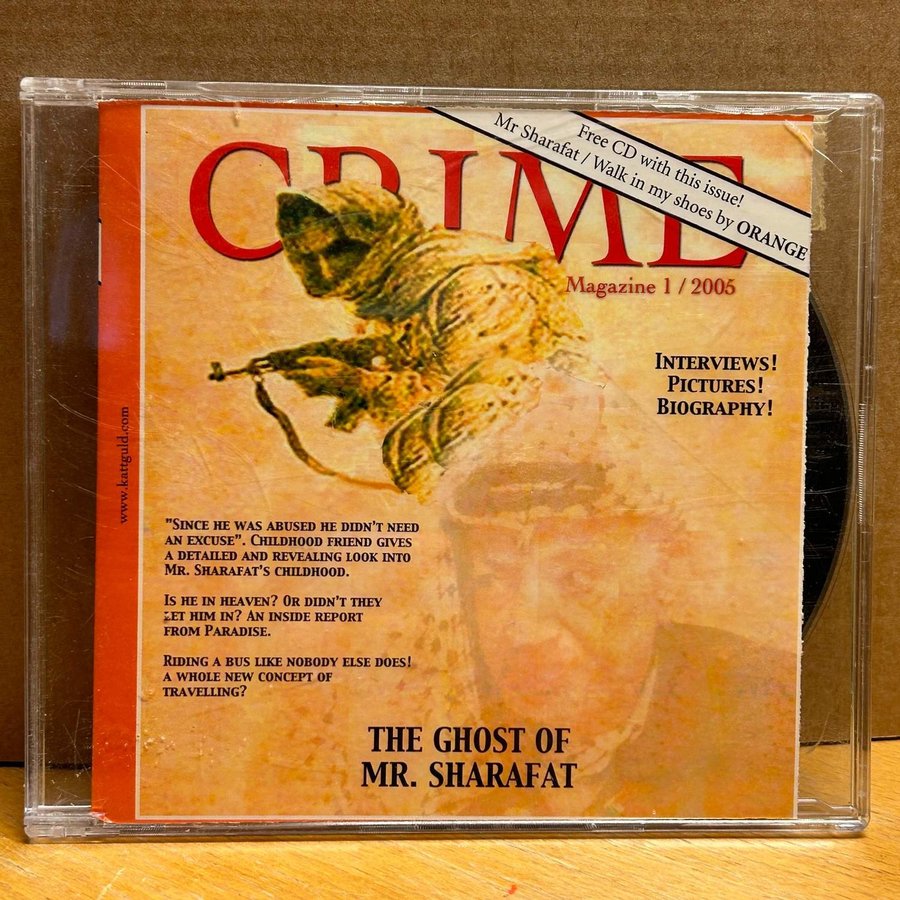 CRIME
Free CD with this issue!
Mr Sharafat / Walk in my shoes by ORANGE
Magazine 1 / 2005
INTERVIEWS!
PICTURES!
BIOGRAPHY!
www.kattguld.com
"SINCE HE WAS ABUSED HE DIDN'T NEED
AN EXCUSE". CHILDHOOD FRIEND GIVES
A DETAILED AND REVEALING LOOK INTO
MR. SHARAFAT'S CHILDHOOD.
IS HE IN HEAVEN? OR DIDN'T THEY
LET HIM IN? AN INSIDE REPORT
FROM PARADISE.
RIDING A BUS LIKE NOBODY ELSE DOES!
A WHOLE NEW CONCEPT OF
TRAVELLING?
THE GHOST OF
MR. SHARAFAT